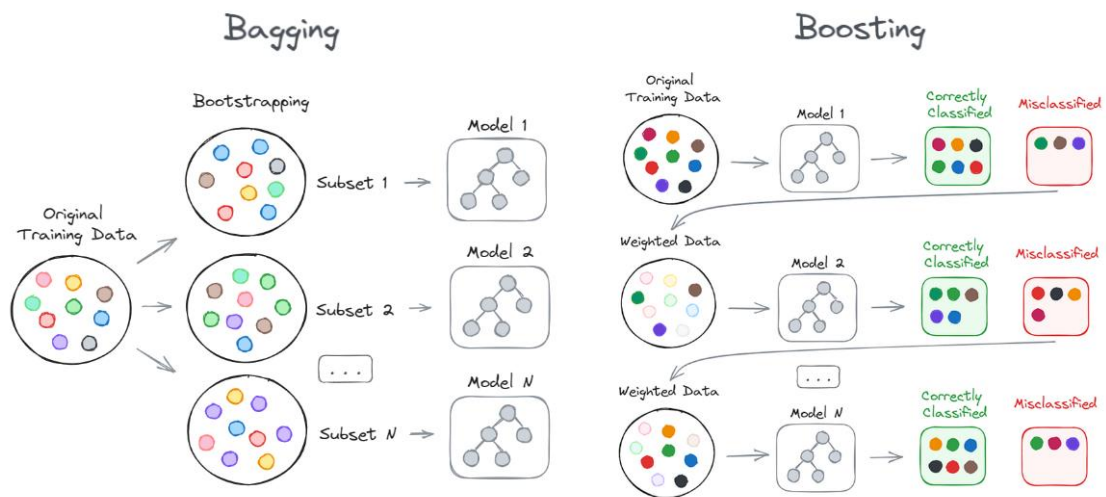 Bagging
Bootstrapping
Original
Training Data
Subset 1
Model 1
Subset 2
Model 2
...
Subset N
Model N
Boosting
Original
Training Data
Model 1
Correctly
Classified
Misclassified
Weighted Data
Model 2
Correctly
Classified
Misclassified
...
Weighted Data
Model N
Correctly
Classified
Misclassified